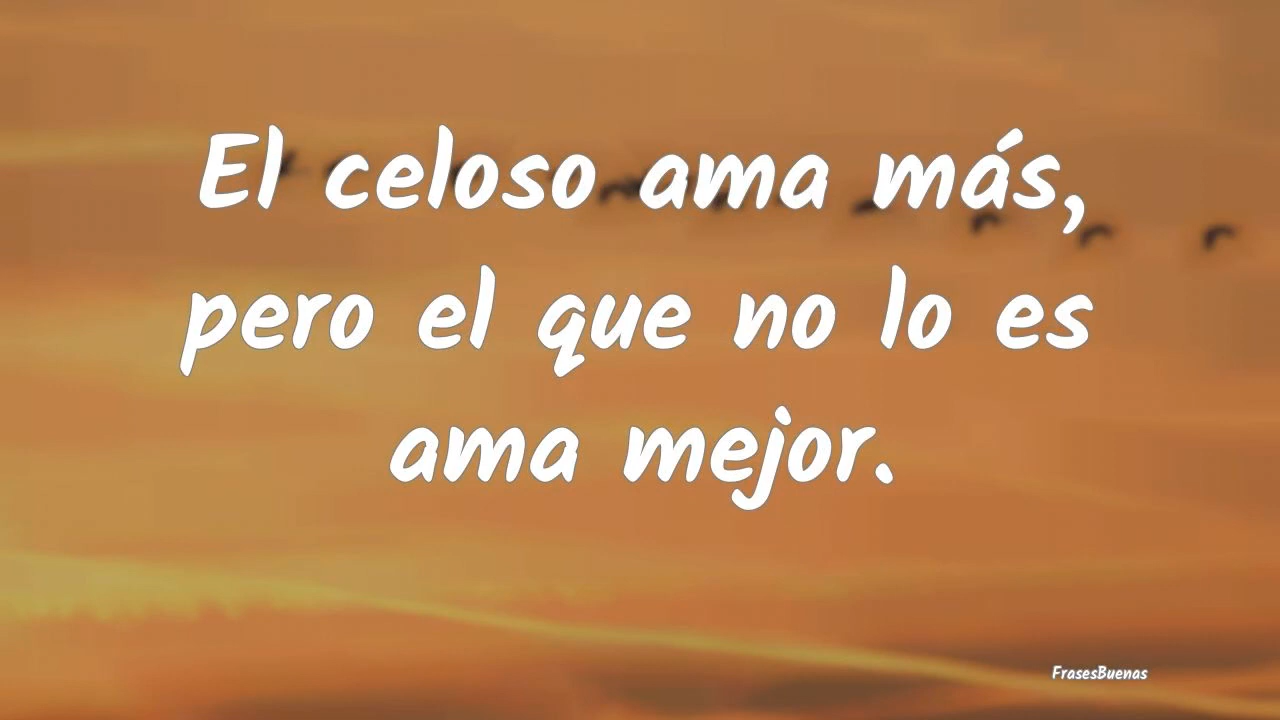 El celoso ama más,
pero el que no lo es
ama mejor.
FrasesBuenas